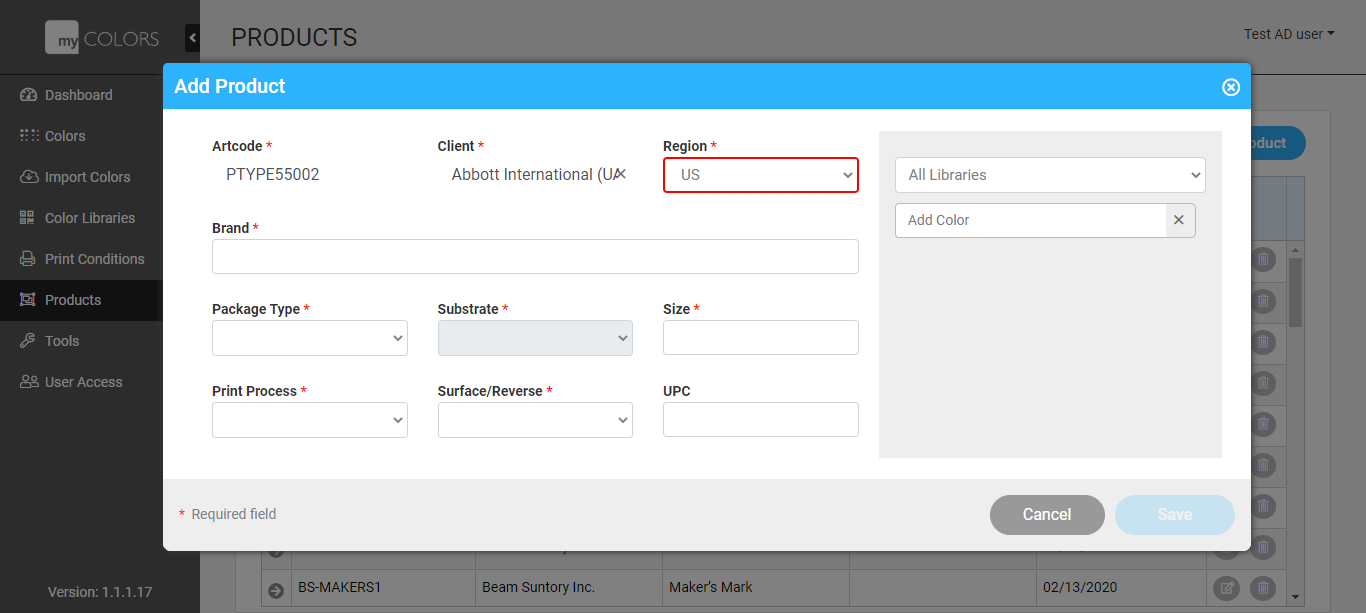 my COLORS
PRODUCTS
Test AD user
Dashboard
Colors
Import Colors
Color Libraries
Print Conditions
Products
Tools
User Access
Version: 1.1.1.17
Add Product
Artcode *
PTYPE55002
Client *
Abbott International (UA
Region *
US
Brand *
Package Type *
Substrate *
Size *
Print Process *
Surface/Reverse *
UPC
All Libraries
Add Color
* Required field
Cancel
Save
oduct
BS-MAKERS1 Beam Suntory Inc. Maker's Mark 02/13/2020